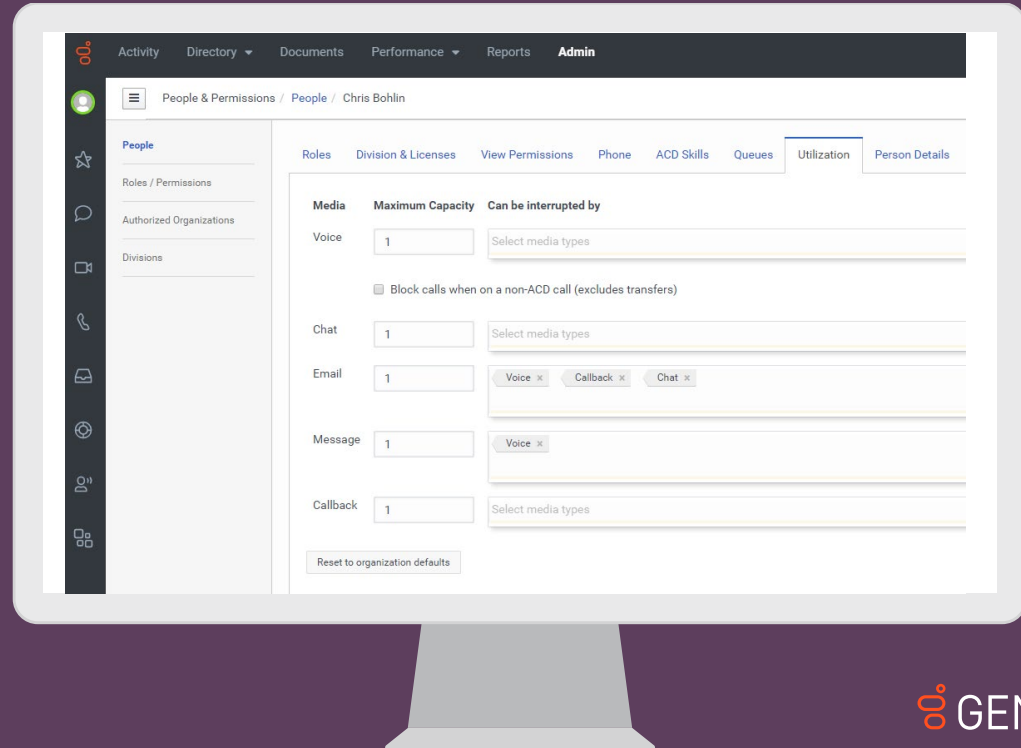 Activity Directory Documents Performance Reports Admin
People & Permissions / People / Chris Bohlin
People
Roles / Permissions
Authorized Organizations
Divisions
Roles Division & Licenses View Permissions Phone ACD Skills Queues Utilization Person Details
Media Maximum Capacity Can be interrupted by
Voice 1 Select media types
Block calls when on a non-ACD call (excludes transfers)
Chat 1 Select media types
Email 1 Voice × Callback × Chat ×
Message 1 Voice ×
Callback 1 Select media types
Reset to organization defaults
GEN